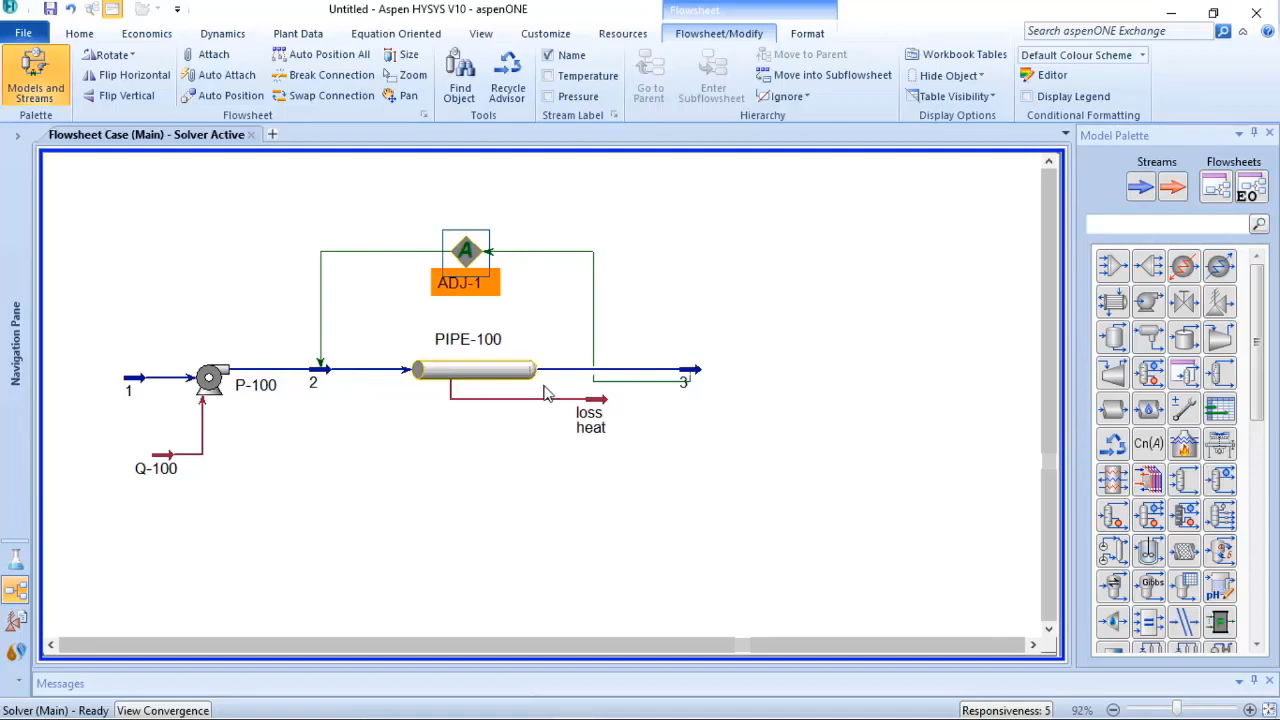 Untitled - Aspen HYSYS V10 - aspenONE
Flowsheet
File
Home
Economics
Dynamics
Plant Data
Equation Oriented
View
Customize
Resources
Flowsheet/Modify
Format
Search aspenONE Exchange
Models and Streams
Palette
Rotate
Flip Horizontal
Flip Vertical
Attach
Auto Attach
Auto Position
Auto Position All
Break Connection
Swap Connection
Size
Zoom
Pan
Flowsheet
Find Object
Recycle Advisor
Tools
Name
Temperature
Pressure
Stream Label
Go to Parent
Enter Subflowsheet
Move to Parent
Move into Subflowsheet
Ignore
Hierarchy
Workbook Tables
Hide Object
Table Visibility
Display Options
Default Colour Scheme
Editor
Display Legend
Conditional Formatting
Flowsheet Case (Main) - Solver Active
Model Palette
Streams
Flowsheets
EO
Navigation Pane
A
ADJ-1
PIPE-100
1
P-100
2
3
loss
heat
Q-100
Cn(A)
Gibbs
pH
Messages
Solver (Main) - Ready
View Convergence
Responsiveness: 5
92%